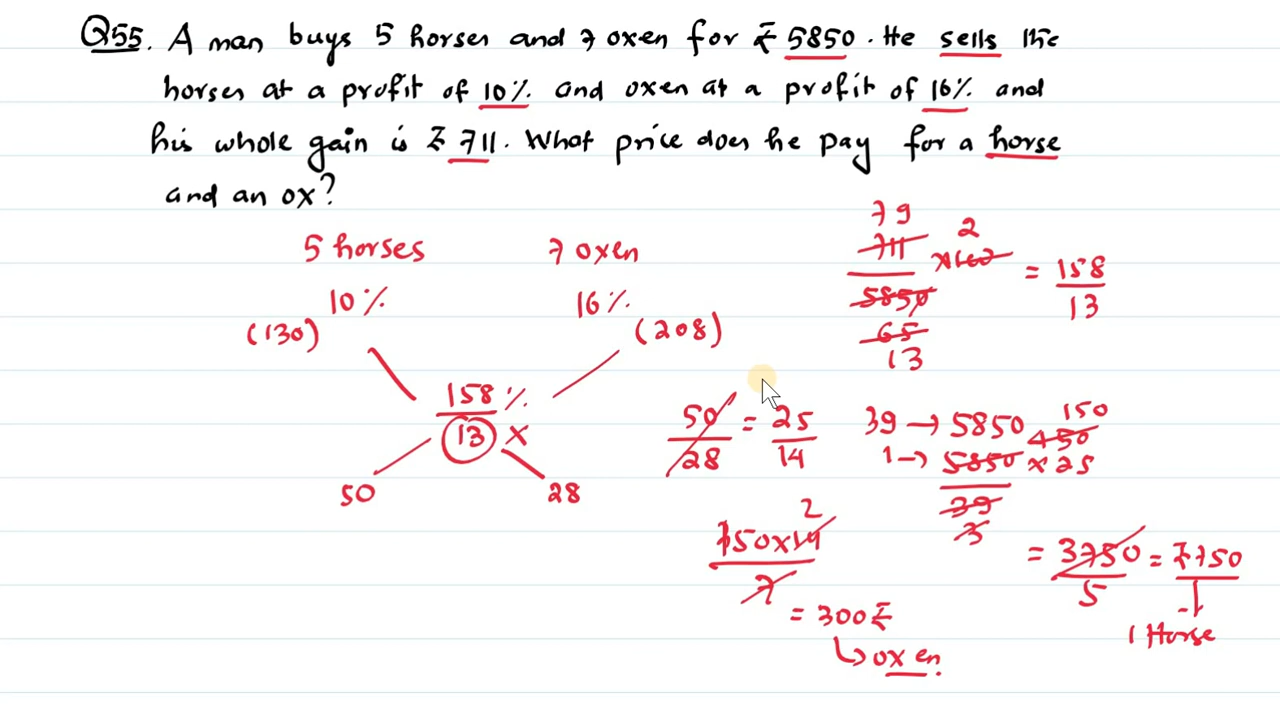 Q55. A man buys 5 horses and 7 oxen for ₹ 5850. He sells the
horses at a profit of 10% and oxen at a profit of 16% and
his whole gain is ₹ 711. What price does he pay for a horse
and an ox?
5 horses 7 oxen
10% 16%
(130) (208)
158 %
13 x
50 28
79
711 2
x100 = 158
5850 13
65
13
50 = 25
28 14
39 → 5850 150
450
1 → 5850 x 25
39
3
= 3750 = ₹750
5
1 Horse
2
150x14
7
= 300₹
oxen.